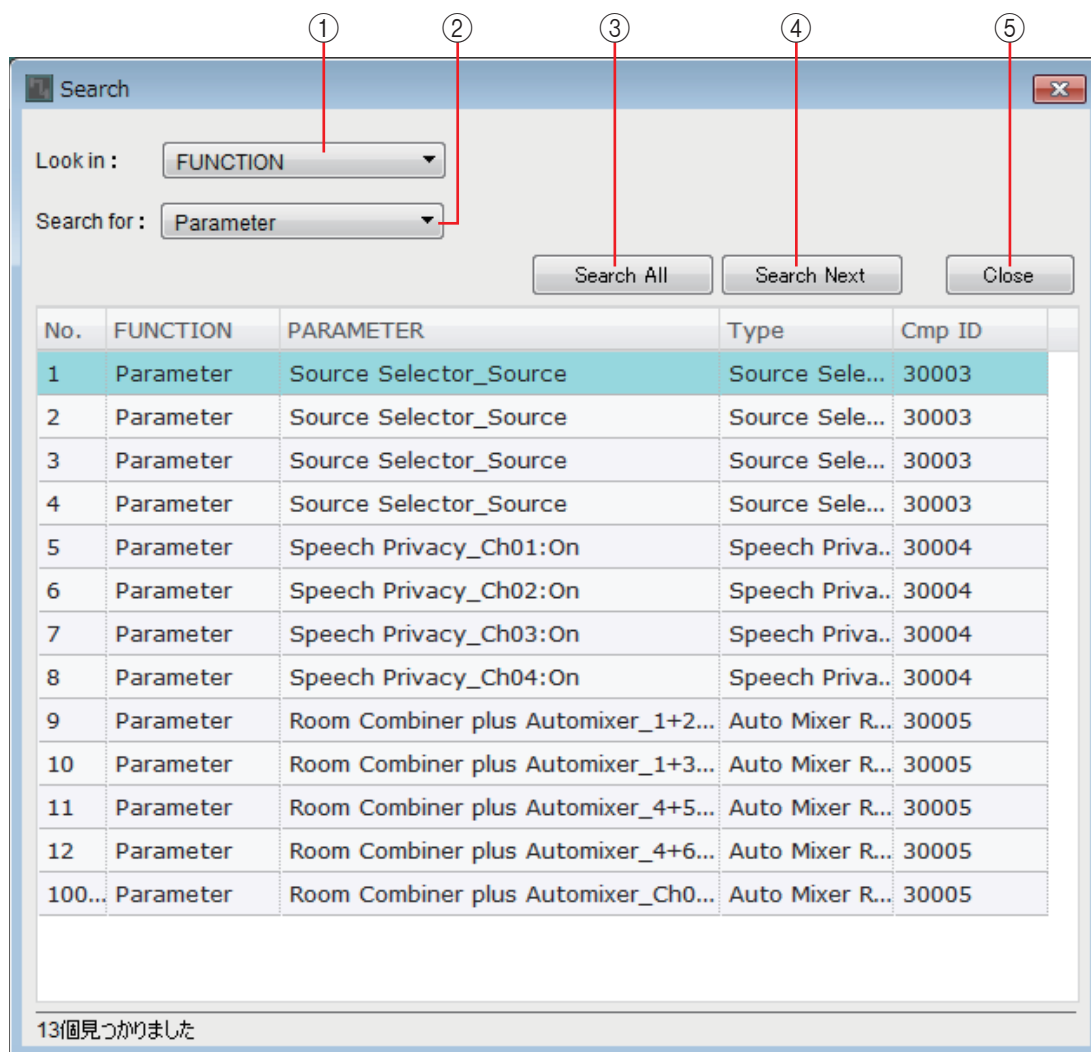 ① ② ③ ④ ⑤
Search
Look in : FUNCTION
Search for : Parameter
Search All Search Next Close
No. FUNCTION PARAMETER Type Cmp ID
1 Parameter Source Selector_Source Source Sele... 30003
2 Parameter Source Selector_Source Source Sele... 30003
3 Parameter Source Selector_Source Source Sele... 30003
4 Parameter Source Selector_Source Source Sele... 30003
5 Parameter Speech Privacy_Ch01:On Speech Priva.. 30004
6 Parameter Speech Privacy_Ch02:On Speech Priva.. 30004
7 Parameter Speech Privacy_Ch03:On Speech Priva.. 30004
8 Parameter Speech Privacy_Ch04:On Speech Priva.. 30004
9 Parameter Room Combiner plus Automixer_1+2... Auto Mixer R... 30005
10 Parameter Room Combiner plus Automixer_1+3... Auto Mixer R... 30005
11 Parameter Room Combiner plus Automixer_4+5... Auto Mixer R... 30005
12 Parameter Room Combiner plus Automixer_4+6... Auto Mixer R... 30005
100... Parameter Room Combiner plus Automixer_Ch0... Auto Mixer R... 30005
13個見つかりました